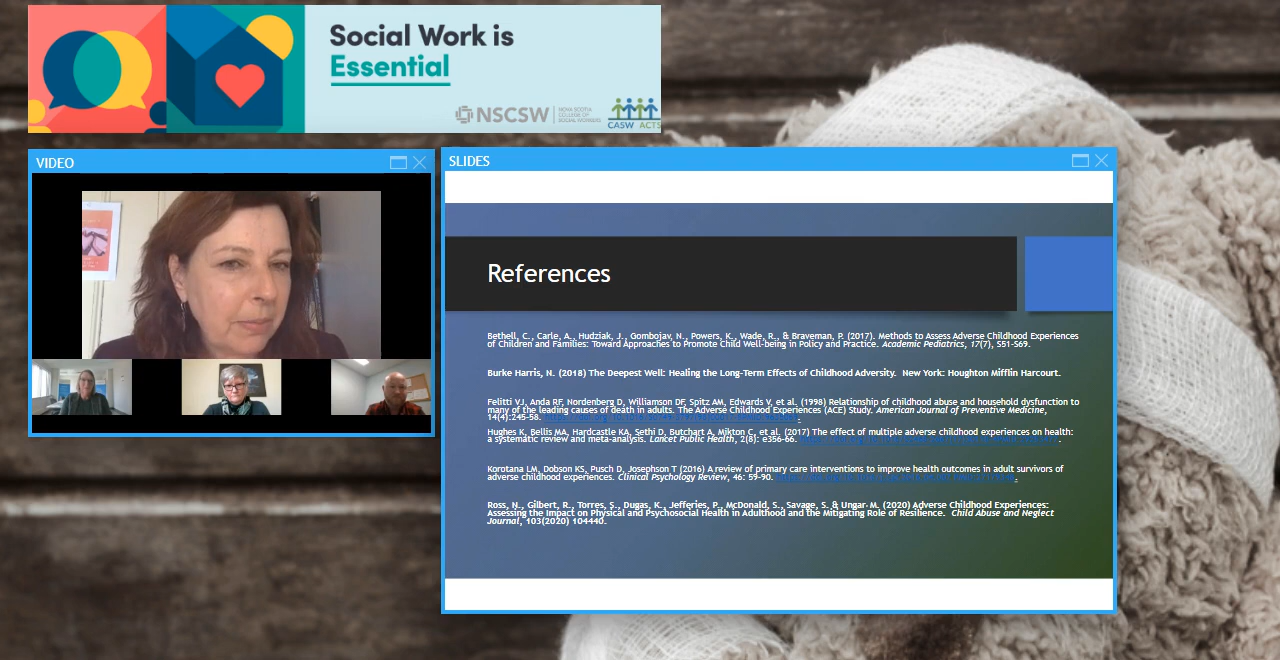 Social Work is
Essential
NSCSW
NOVA SCOTIA
COLLEGE OF
SOCIAL WORKERS
CASW ACTS
VIDEO
SLIDES
References
Bethell, C., Carle, A., Hudziak, J., Gombojav, N., Powers, K., Wade, R., & Braveman, P. (2017). Methods to Assess Adverse Childhood Experiences
of Children and Families: Toward Approaches to Promote Child Well-being in Policy and Practice. Academic Pediatrics, 17(7), S51-S69.
Burke Harris, N. (2018) The Deepest Well: Healing the Long-Term Effects of Childhood Adversity. New York: Houghton Mifflin Harcourt.
Felitti VJ, Anda RF, Nordenberg D, Williamson DF, Spitz AM, Edwards V, et al. (1998) Relationship of childhood abuse and household dysfunction to
many of the leading causes of death in adults. The Adverse Childhood Experiences (ACE) Study. American Journal of Preventive Medicine,
14(4):245-58.
Hughes K, Bellis MA, Hardcastle KA, Sethi D, Butchart A, Mikton C, et al. (2017) The effect of multiple adverse childhood experiences on health:
a systematic review and meta-analysis. Lancet Public Health, 2(8): e356-66.
Korotana LM, Dobson KS, Pusch D, Josephson T (2016) A review of primary care interventions to improve health outcomes in adult survivors of
adverse childhood experiences. Clinical Psychology Review, 46: 59-90.
Ross, N., Gilbert, R., Torres, S., Dugas, K., Jefferies, P., McDonald, S., Savage, S. & Ungar- M. (2020) Adverse Childhood Experiences:
Assessing the Impact on Physical and Psychosocial Health in Adulthood and the Mitigating Role of Resilience. Child Abuse and Neglect
Journal, 103(2020) 104440.